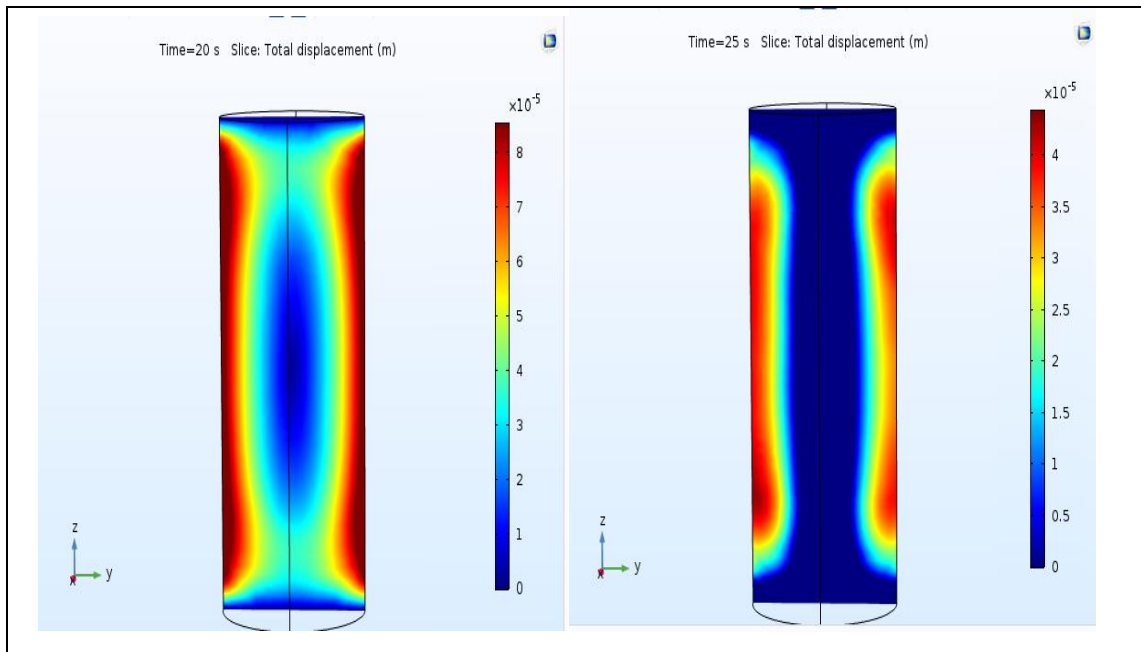 Time=20 s   Slice: Total displacement (m)
×10⁻⁵
8
7
6
5
4
3
2
1
0
z
y
x
Time=25 s   Slice: Total displacement (m)
×10⁻⁵
4
3.5
3
2.5
2
1.5
1
0.5
0
z
y
x